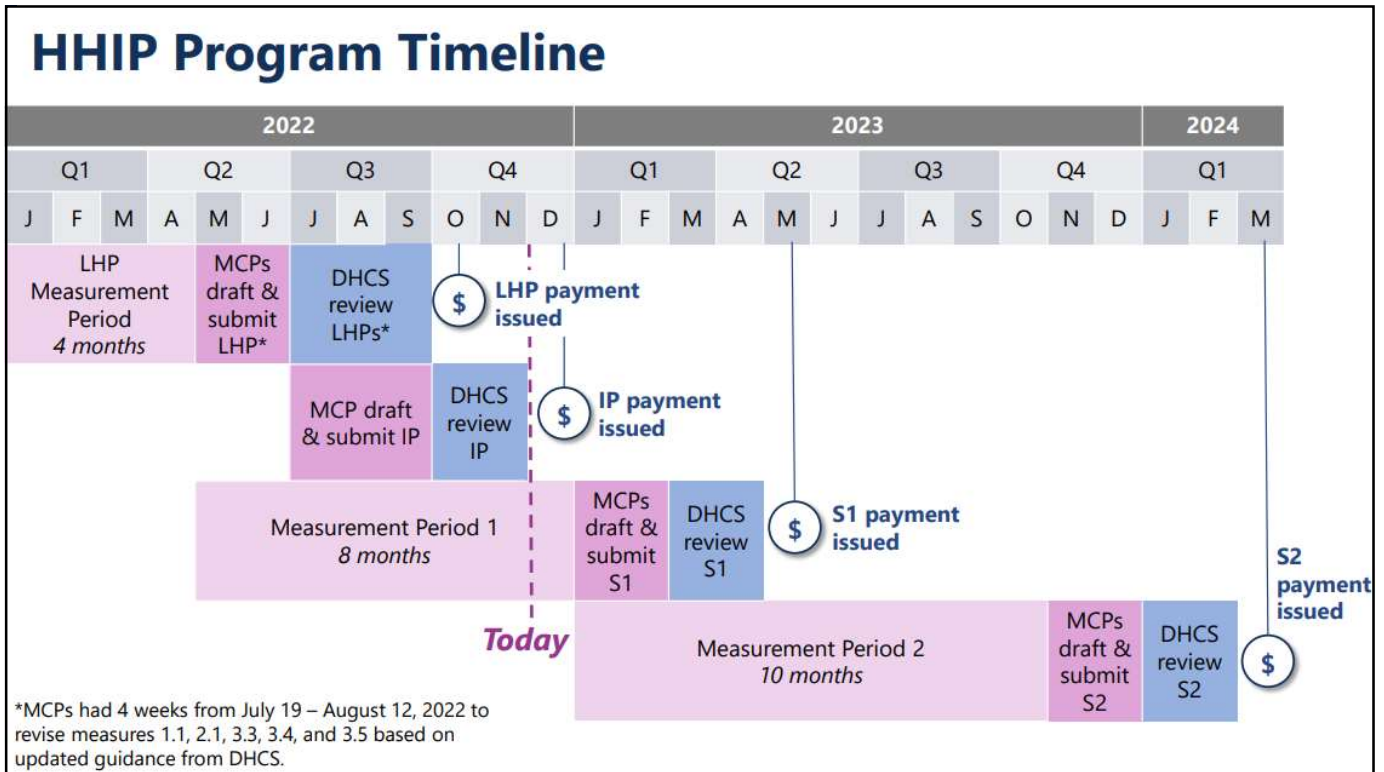 HHIP Program Timeline
2022 2023 2024
Q1 Q2 Q3 Q4 Q1 Q2 Q3 Q4 Q1
J F M A M J J A S O N D J F M A M J J A S O N D J F M
LHP
Measurement
Period
4 months
MCPs
draft &
submit
LHP*
DHCS
review
LHPs*
$
LHP payment
issued
MCP draft
& submit IP
DHCS
review
IP
$
IP payment
issued
Measurement Period 1
8 months
MCPs
draft &
submit
S1
DHCS
review
S1
$
S1 payment
issued
Today
Measurement Period 2
10 months
MCPs
draft &
submit
S2
DHCS
review
S2
$
S2
payment
issued
*MCPs had 4 weeks from July 19 – August 12, 2022 to
revise measures 1.1, 2.1, 3.3, 3.4, and 3.5 based on
updated guidance from DHCS.